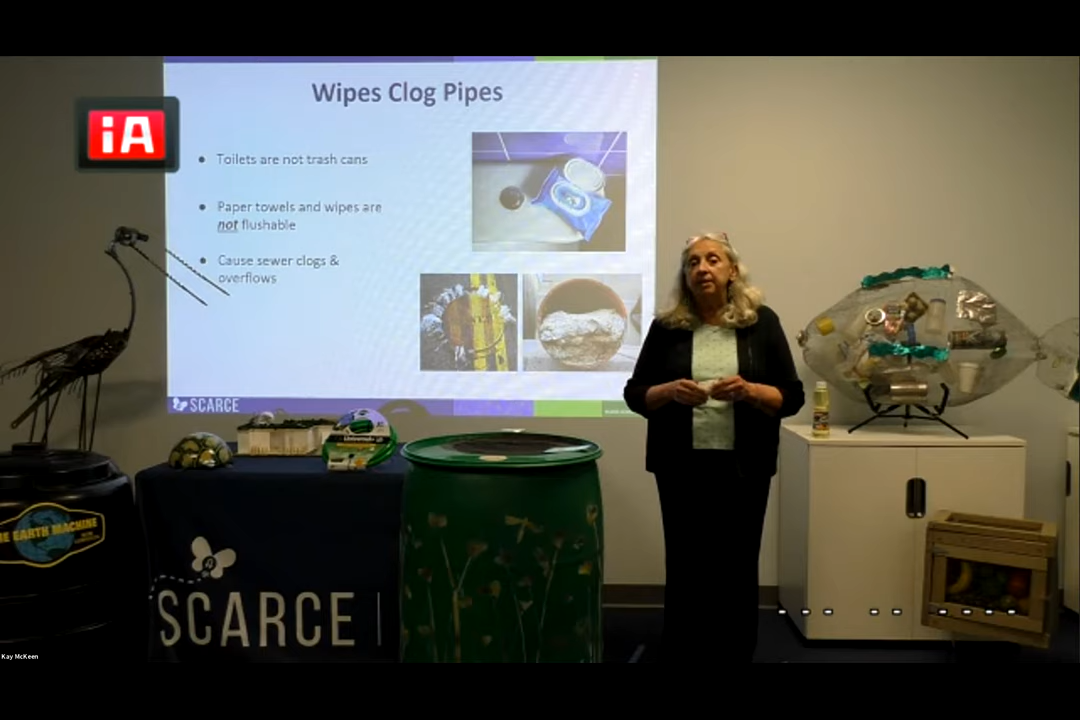 Wipes Clog Pipes
iA
● Toilets are not trash cans
● Paper towels and wipes are
not flushable
● Cause sewer clogs &
overflows
SCARCE
EARTH MACHINE
SCARCE
Kay McKeen